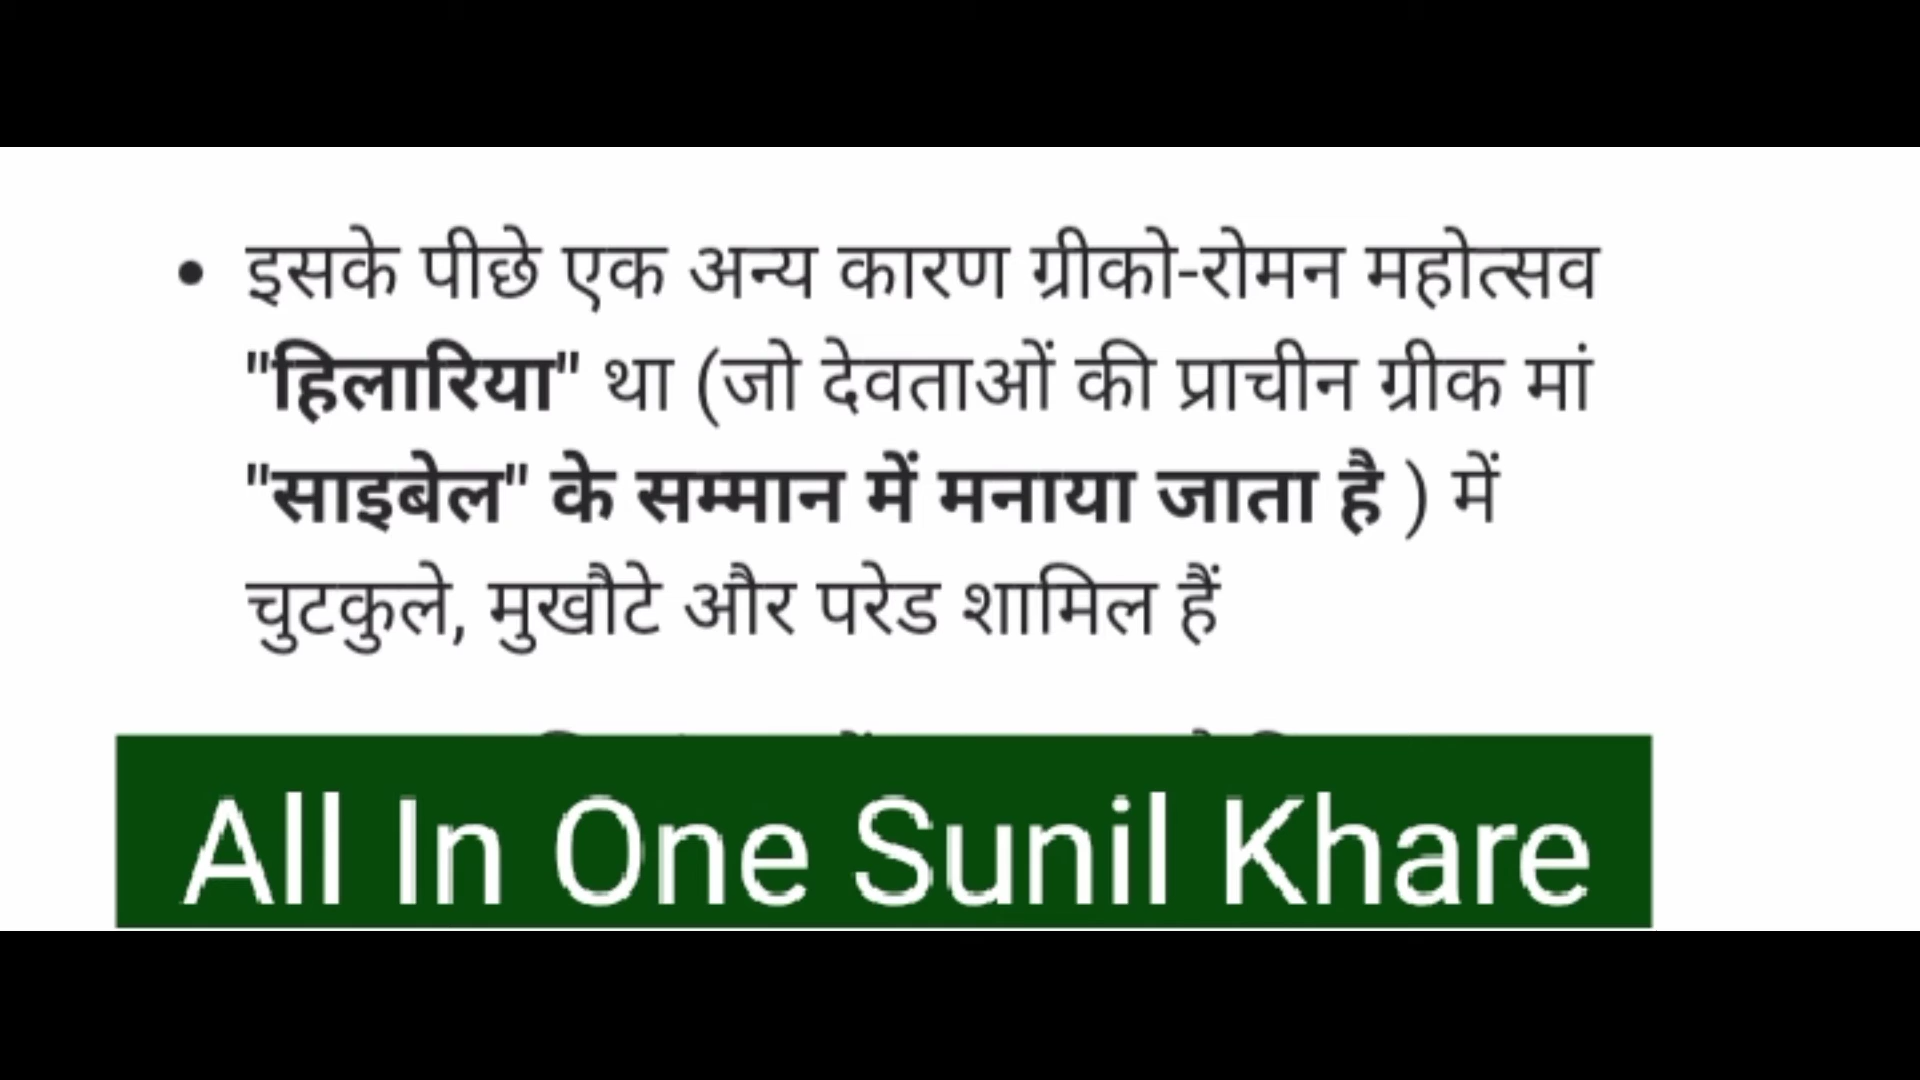 • इसके पीछे एक अन्य कारण ग्रीको-रोमन महोत्सव
"हिलारिया" था (जो देवताओं की प्राचीन ग्रीक मां
"साइबेल" के सम्मान में मनाया जाता है ) में
चुटकुले, मुखौटे और परेड शामिल हैं
All In One Sunil Khare